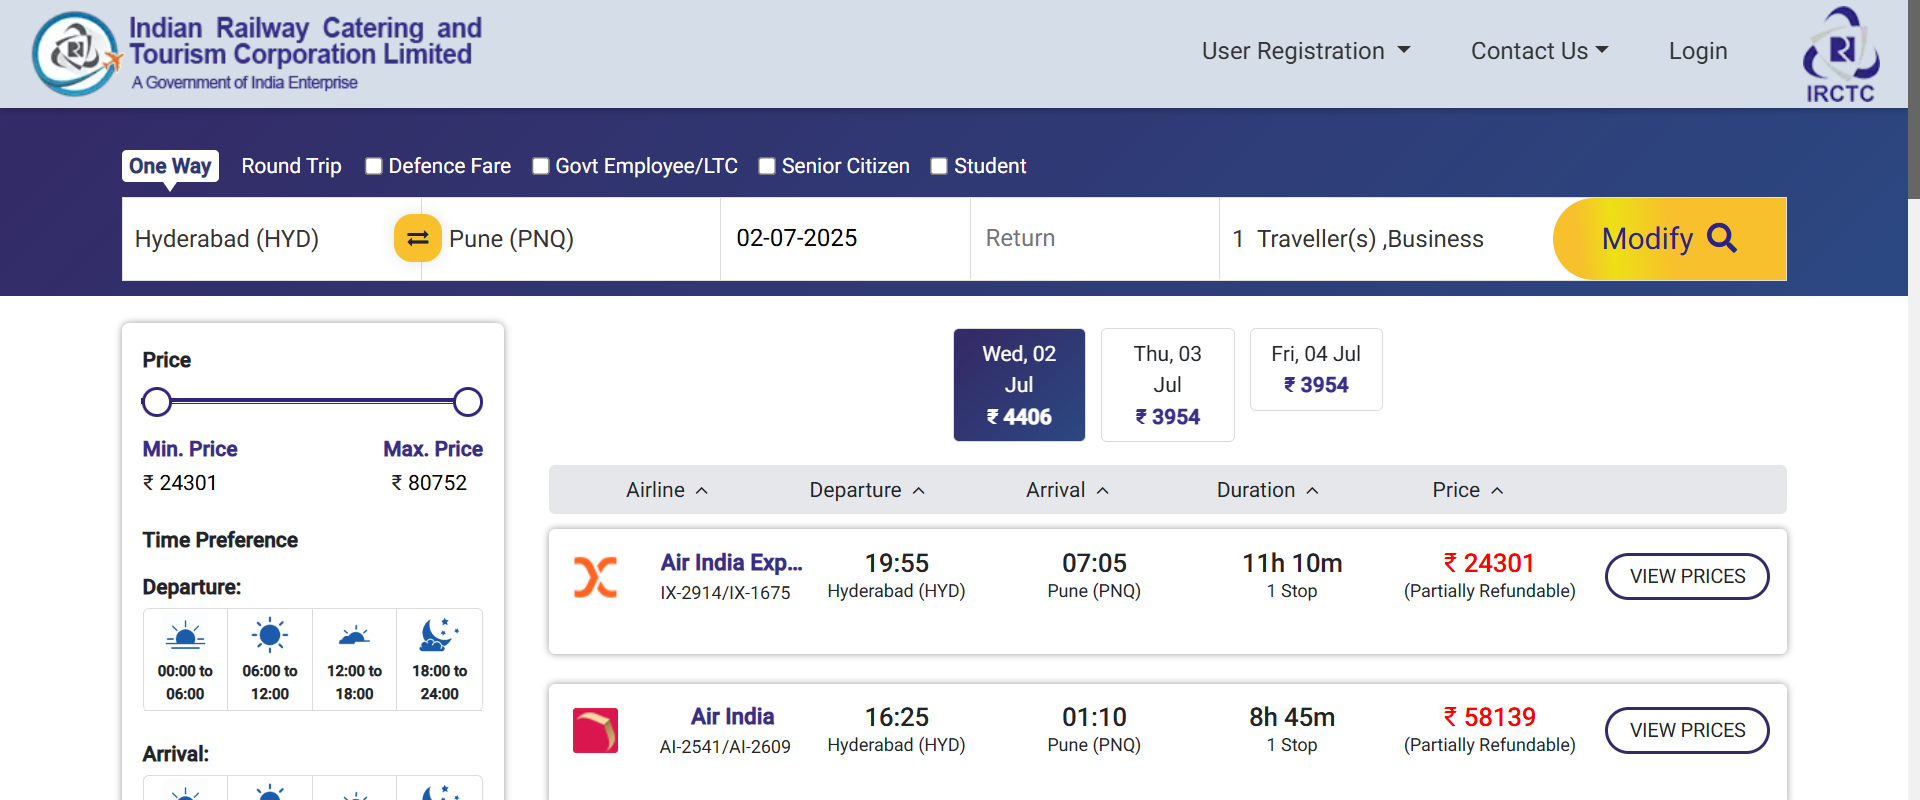 Indian Railway Catering and
Tourism Corporation Limited
A Government of India Enterprise
User Registration
Contact Us
Login
IRCTC
One Way
Round Trip
Defence Fare
Govt Employee/LTC
Senior Citizen
Student
Hyderabad (HYD)
Pune (PNQ)
02-07-2025
Return
1 Traveller(s) ,Business
Modify
Price
Min. Price
Max. Price
₹ 24301
₹ 80752
Time Preference
Departure:
00:00 to
06:00
06:00 to
12:00
12:00 to
18:00
18:00 to
24:00
Arrival:
Wed, 02
Jul
₹ 4406
Thu, 03
Jul
₹ 3954
Fri, 04 Jul
₹ 3954
Airline
Departure
Arrival
Duration
Price
Air India Exp...
IX-2914/IX-1675
19:55
Hyderabad (HYD)
07:05
Pune (PNQ)
11h 10m
1 Stop
₹ 24301
(Partially Refundable)
VIEW PRICES
Air India
AI-2541/AI-2609
16:25
Hyderabad (HYD)
01:10
Pune (PNQ)
8h 45m
1 Stop
₹ 58139
(Partially Refundable)
VIEW PRICES